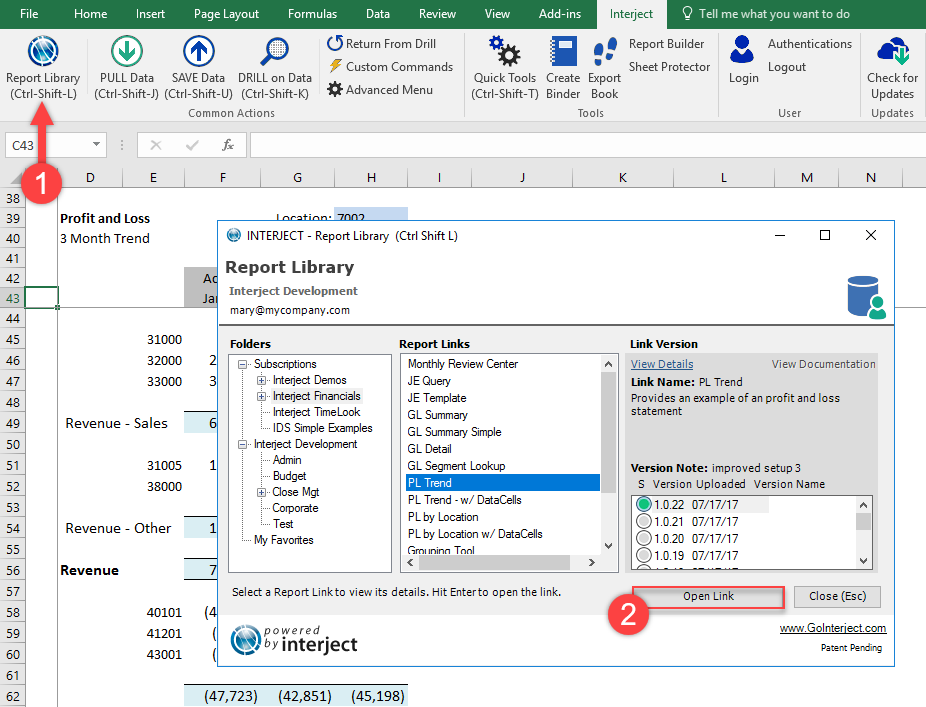 File Home Insert Page Layout Formulas Data Review View Add-ins Interject Tell me what you want to do
Report Library
(Ctrl-Shift-L)
PULL Data
(Ctrl-Shift-J)
SAVE Data
(Ctrl-Shift-U)
DRILL on Data
(Ctrl-Shift-K)
Return From Drill
Custom Commands
Advanced Menu
Common Actions
Quick Tools
(Ctrl-Shift-T)
Create
Binder
Export
Book
Report Builder
Sheet Protector
Tools
Login
Authentications
Logout
User
Check for
Updates
Updates
C43 fx
1
D E F G H I J K L M N
38
39 Profit and Loss Location: 7002
40 3 Month Trend
41
42
43
44
45 31000
46 32000 2
47 33000 3
48
49 Revenue - Sales 6
50
51 31005 1
52 38000
53
54 Revenue - Other 1
55
56 Revenue 7
57
58 40101 (4
59 41201 (
60 43001 (
61
62 (47,723) (42,851) (45,198)
INTERJECT - Report Library (Ctrl Shift L)
Report Library
Interject Development
mary@mycompany.com
Folders
Subscriptions
Interject Demos
Interject Financials
Interject TimeLook
IDS Simple Examples
Interject Development
Admin
Budget
Close Mgt
Corporate
Test
My Favorites
Report Links
Monthly Review Center
JE Query
JE Template
GL Summary
GL Summary Simple
GL Detail
GL Segment Lookup
PL Trend
PL Trend - w/ DataCells
PL by Location
PL by Location w/ DataCells
Grouping Tool
Link Version
View Details View Documentation
Link Name: PL Trend
Provides an example of an profit and loss
statement
Version Note: improved setup 3
S Version Uploaded Version Name
1.0.22 07/17/17
1.0.21 07/17/17
1.0.20 07/17/17
1.0.19 07/17/17
Select a Report Link to view its details. Hit Enter to open the link.
2
Open Link
Close (Esc)
powered
by interject
www.GoInterject.com
Patent Pending